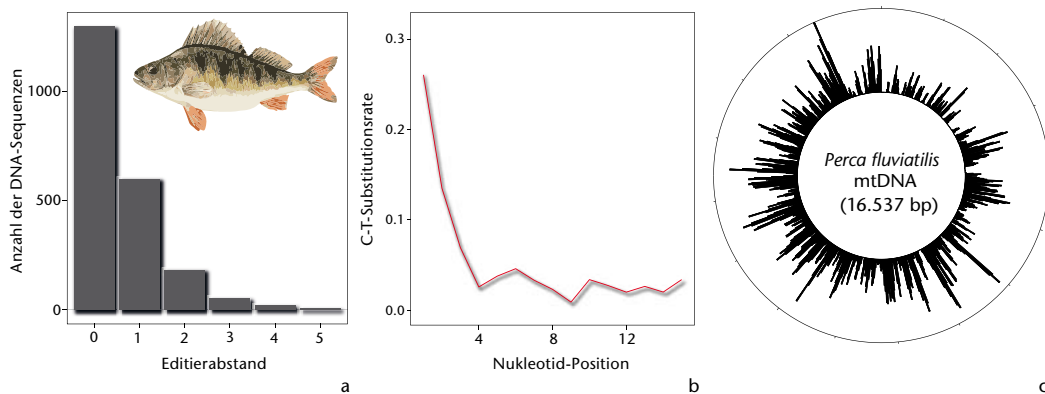 Anzahl der DNA-Sequenzen
1000
500
0
0 1 2 3 4 5
Editierabstand
a
C-T-Substitutionsrate
0.3
0.2
0.1
0.0
4 8 12
Nukleotid-Position
b
Perca fluviatilis
mtDNA
(16.537 bp)
c